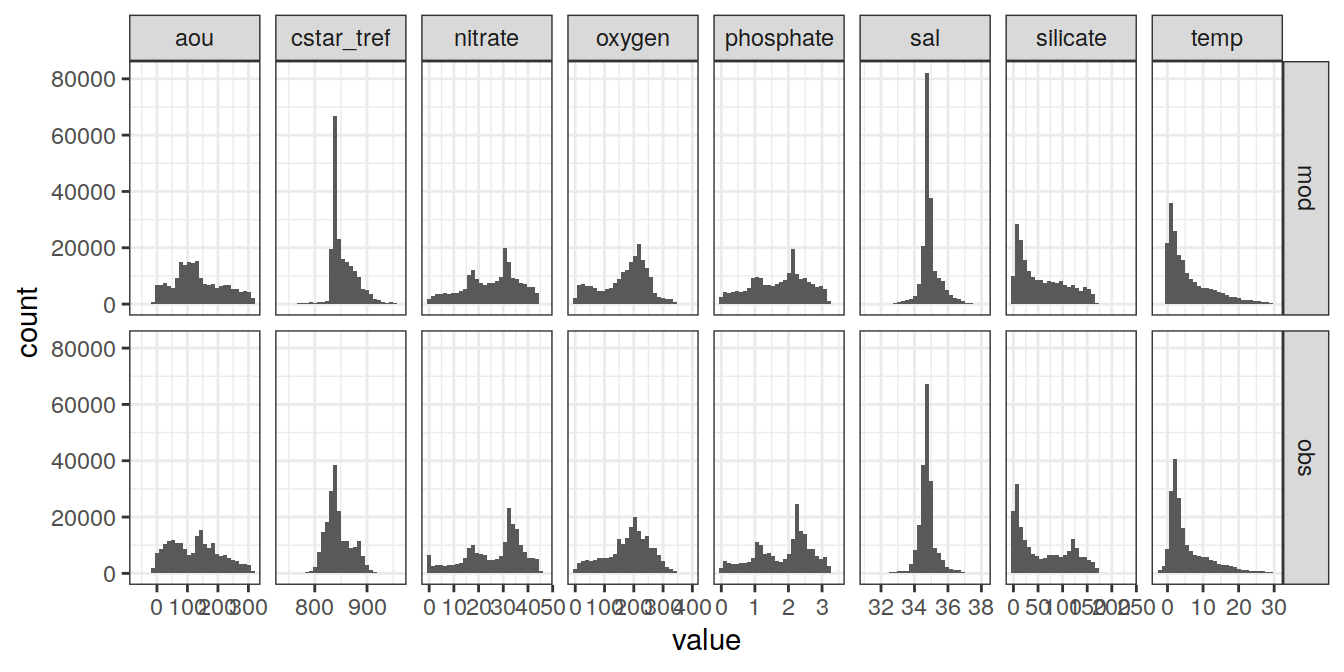 aou cstar_tref nitrate oxygen phosphate sal silicate temp
80000
60000
40000
20000
0
mod
count
80000
60000
40000
20000
0
obs
0 100 200 300 800 900 0 10 20 30 40 50 0 100 200 300 400 0 1 2 3 32 34 36 38 0 50 100 150 200 250 0 10 20 30
value